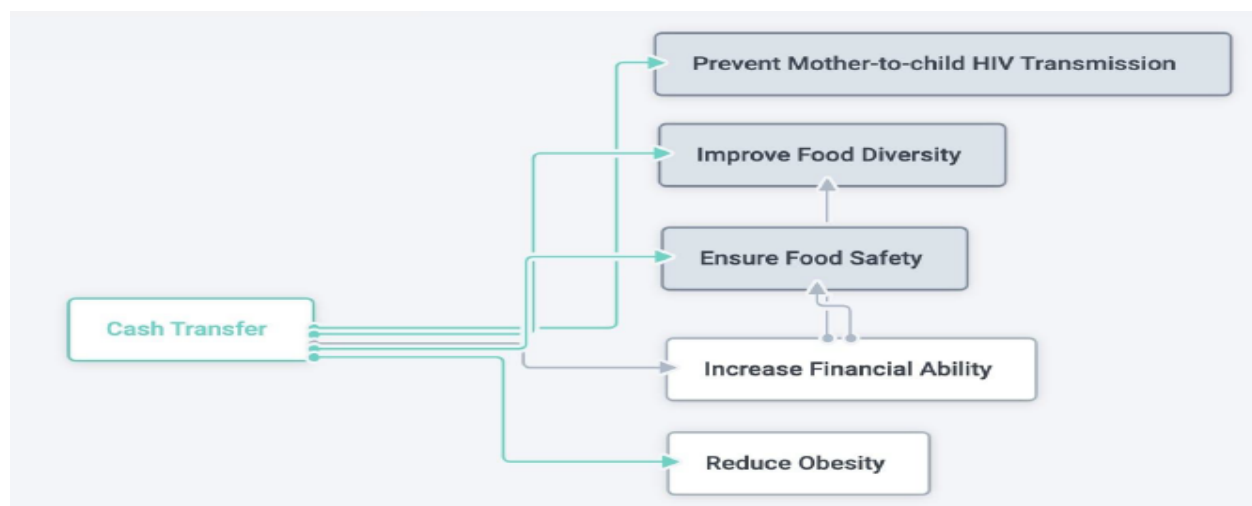 Prevent Mother-to-child HIV Transmission
Improve Food Diversity
Ensure Food Safety
Cash Transfer
Increase Financial Ability
Reduce Obesity